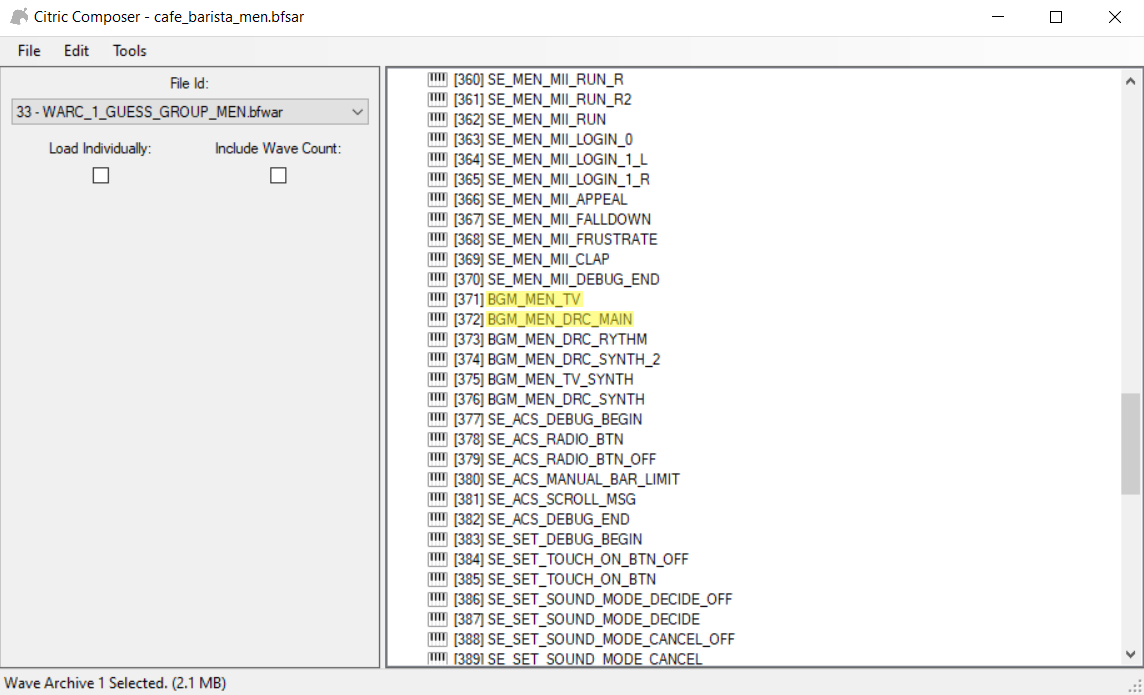 Citric Composer - cafe_barista_men.bfsar
File Edit Tools
File Id:
33 - WARC_1_GUESS_GROUP_MEN.bfwar
Load Individually: Include Wave Count:
[360] SE_MEN_MII_RUN_R
[361] SE_MEN_MII_RUN_R2
[362] SE_MEN_MII_RUN
[363] SE_MEN_MII_LOGIN_0
[364] SE_MEN_MII_LOGIN_1_L
[365] SE_MEN_MII_LOGIN_1_R
[366] SE_MEN_MII_APPEAL
[367] SE_MEN_MII_FALLDOWN
[368] SE_MEN_MII_FRUSTRATE
[369] SE_MEN_MII_CLAP
[370] SE_MEN_MII_DEBUG_END
[371] BGM_MEN_TV
[372] BGM_MEN_DRC_MAIN
[373] BGM_MEN_DRC_RYTHM
[374] BGM_MEN_DRC_SYNTH_2
[375] BGM_MEN_TV_SYNTH
[376] BGM_MEN_DRC_SYNTH
[377] SE_ACS_DEBUG_BEGIN
[378] SE_ACS_RADIO_BTN
[379] SE_ACS_RADIO_BTN_OFF
[380] SE_ACS_MANUAL_BAR_LIMIT
[381] SE_ACS_SCROLL_MSG
[382] SE_ACS_DEBUG_END
[383] SE_SET_DEBUG_BEGIN
[384] SE_SET_TOUCH_ON_BTN_OFF
[385] SE_SET_TOUCH_ON_BTN
[386] SE_SET_SOUND_MODE_DECIDE_OFF
[387] SE_SET_SOUND_MODE_DECIDE
[388] SE_SET_SOUND_MODE_CANCEL_OFF
[389] SE_SET_SOUND_MODE_CANCEL
Wave Archive 1 Selected. (2.1 MB)